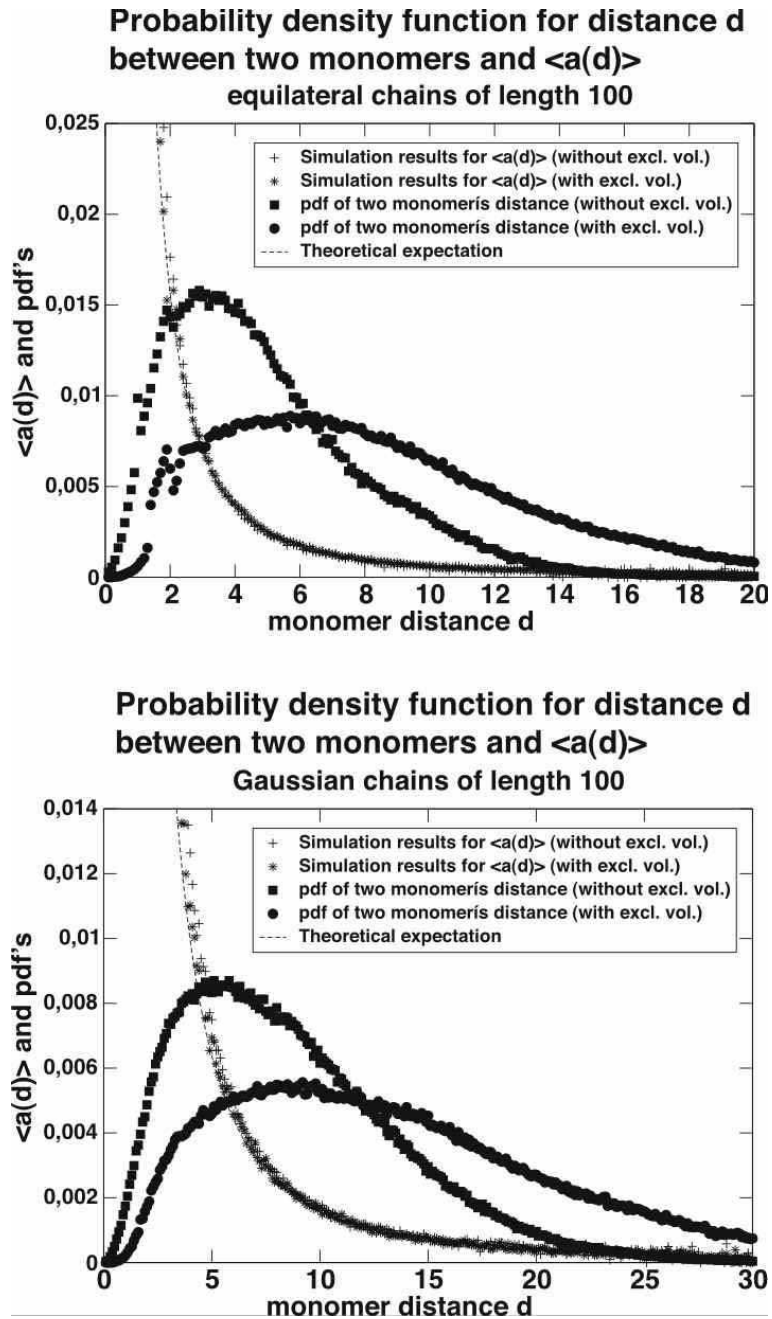 Probability density function for distance d
between two monomers and <a(d)>
equilateral chains of length 100
0,025
0,02
0,015
0,01
0,005
0
<a(d)> and pdf's
Simulation results for <a(d)> (without excl. vol.)
Simulation results for <a(d)> (with excl. vol.)
pdf of two monomerís distance (without excl. vol.)
pdf of two monomerís distance (with excl. vol.)
Theoretical expectation
0 2 4 6 8 10 12 14 16 18 20
monomer distance d
Probability density function for distance d
between two monomers and <a(d)>
Gaussian chains of length 100
0,014
0,012
0,01
0,008
0,006
0,004
0,002
0
<a(d)> and pdf's
Simulation results for <a(d)> (without excl. vol.)
Simulation results for <a(d)> (with excl. vol.)
pdf of two monomerís distance (without excl. vol.)
pdf of two monomerís distance (with excl. vol.)
Theoretical expectation
0 5 10 15 20 25 30
monomer distance d